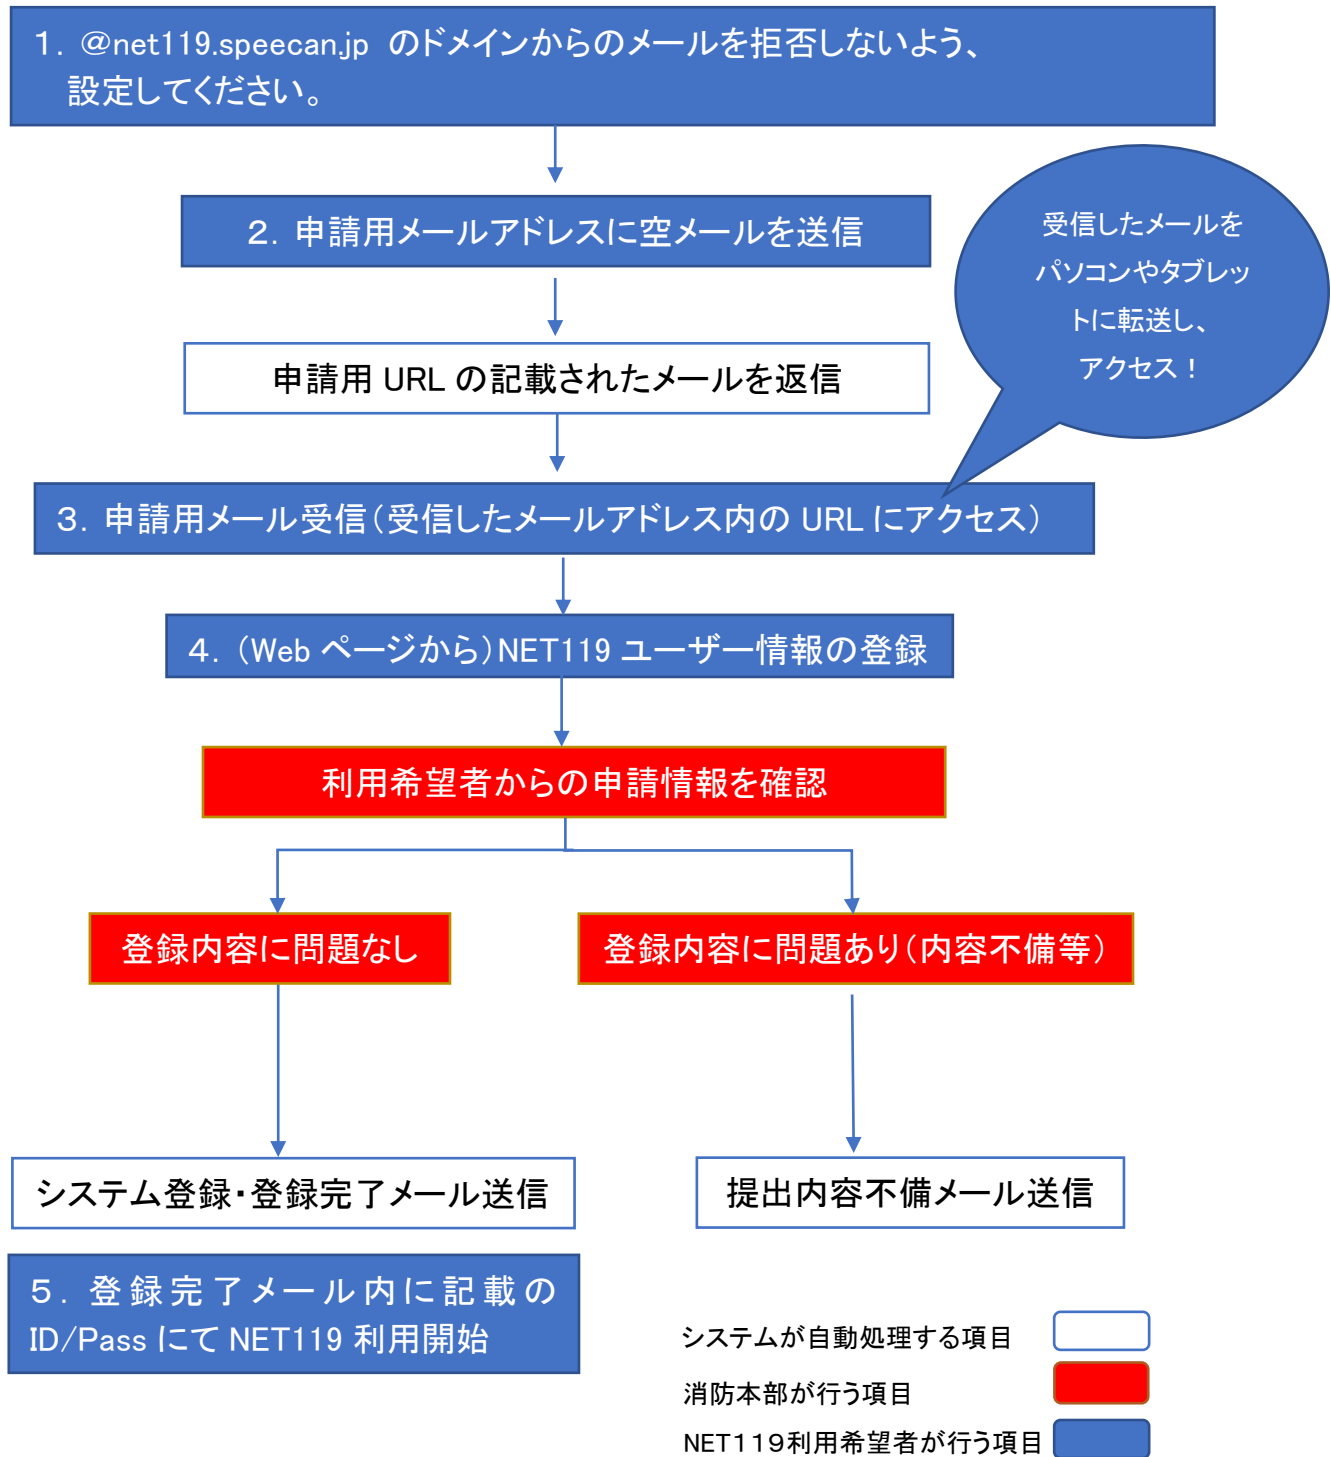 １．@net119.speecan.jp のドメインからのメールを拒否しないよう、
設定してください。
２．申請用メールアドレスに空メールを送信
受信したメールを
パソコンやタブレッ
トに転送し、
アクセス！
申請用 URL の記載されたメールを返信
３．申請用メール受信（受信したメールアドレス内の URL にアクセス）
４．（Web ページから）NET119 ユーザー情報の登録
利用希望者からの申請情報を確認
登録内容に問題なし
登録内容に問題あり（内容不備等）
システム登録・登録完了メール送信
提出内容不備メール送信
５．登録完了メール内に記載の
ID/Pass にて NET119 利用開始
システムが自動処理する項目
消防本部が行う項目
NET１１９利用希望者が行う項目